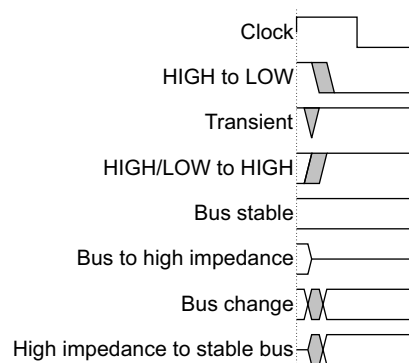 Clock
HIGH to LOW
Transient
HIGH/LOW to HIGH
Bus stable
Bus to high impedance
Bus change
High impedance to stable bus